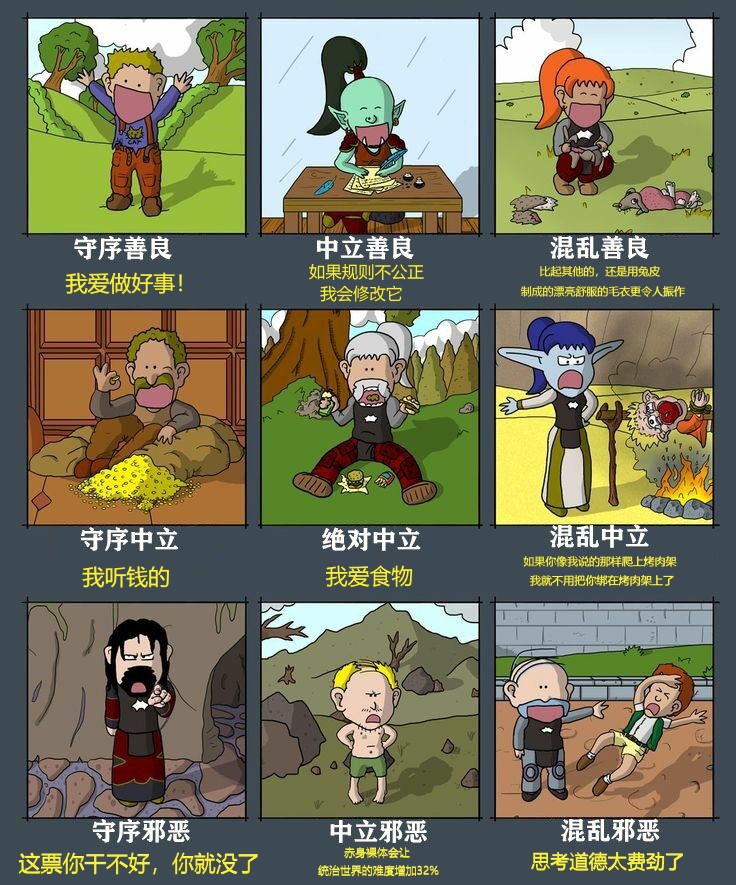 CAT
守序善良
中立善良
混乱善良
我爱做好事！
如果规则不公正
我会修改它
比起其他的，还是用兔皮
制成的漂亮舒服的毛衣更令人振作
守序中立
绝对中立
混乱中立
我听钱的
我爱食物
如果你像我说的那样爬上烤肉架
我就不用把你绑在烤肉架上了
守序邪恶
中立邪恶
混乱邪恶
这票你干不好，你就没了
赤身裸体会让
统治世界的难度增加32%
思考道德太费劲了